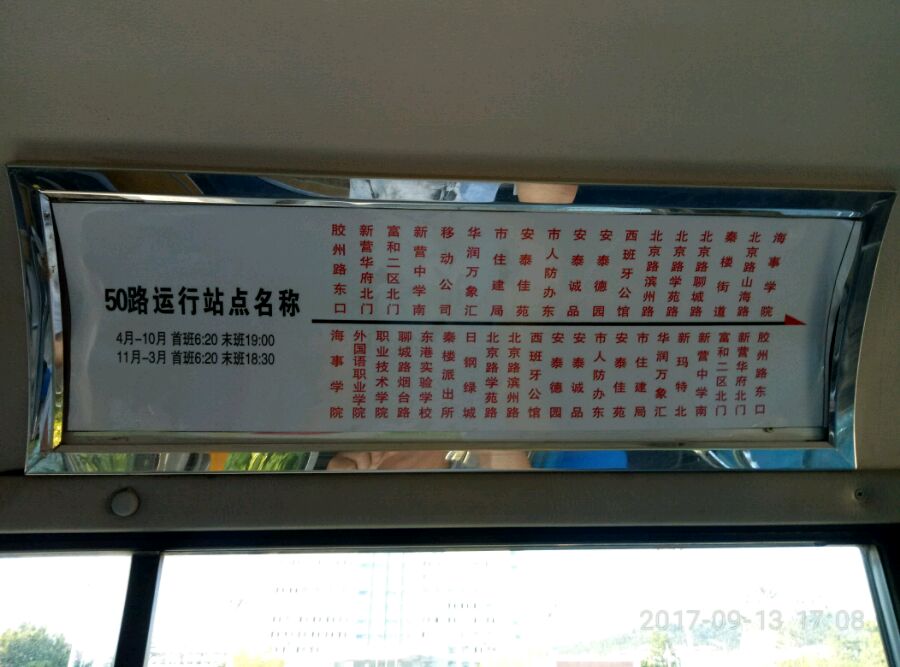 50路运行站点名称
4月-10月 首班6:20 末班19:00
11月-3月 首班6:20 末班18:30
胶州路东口
新营华府北门
富和二区北门
新营中学南
移动公司
华润万象汇
市住建局
安泰佳苑
市人防办东
安泰诚品
安泰德园
西班牙公馆
北京路滨州路
北京路学苑路
北京路聊城路
秦楼街道
北京路山海路
海事学院
海事学院
外国语职业学院
职业技术学院
聊城路烟台路
东港实验学校
秦楼派出所
日钢绿城
北京路学苑路
北京路滨州路
西班牙公馆
安泰德园
安泰诚品
市人防办东
安泰佳苑
市住建局
华润万象汇
新玛特北
新营中学南
富和二区北门
新营华府北门
胶州路东口
2017-09-13 17:08